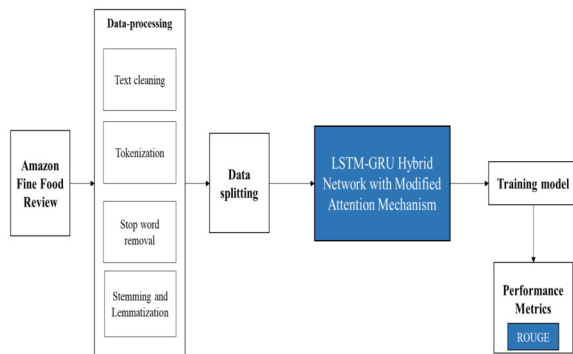 Data-processing
Text cleaning
Tokenization
Stop word
removal
Stemming and
Lemmatization
Amazon
Fine Food
Review
Data
splitting
LSTM-GRU Hybrid
Network with Modified
Attention Mechanism
Training model
Performance
Metrics
ROUGE